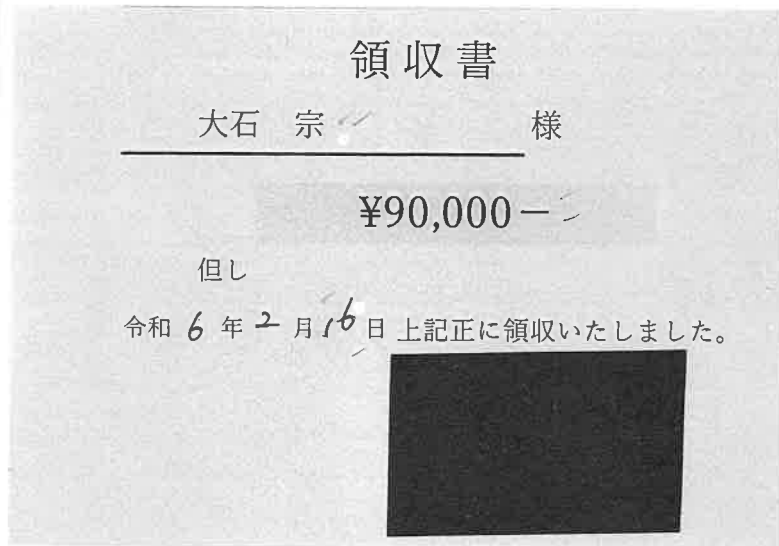 領収書
大石 宗 様
¥90,000−
但し
令和 6 年 2 月 16 日 上記正に領収いたしました。